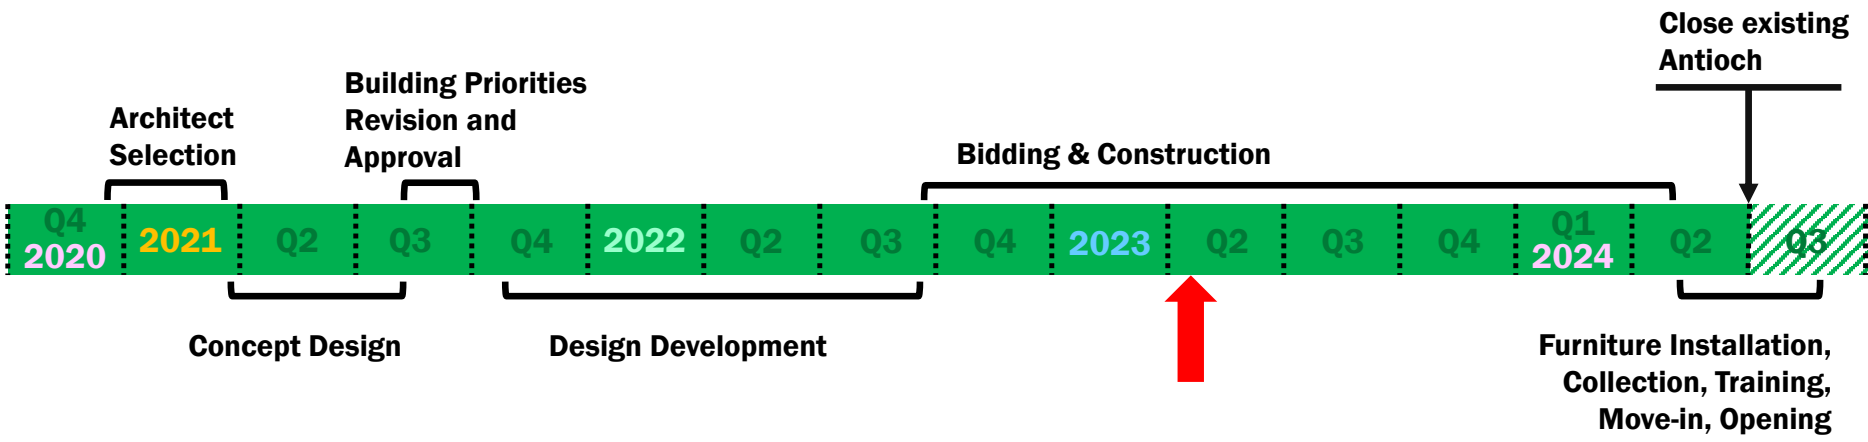 Close existing
Antioch
Building Priorities
Revision and
Approval
Architect
Selection
Bidding & Construction
Q4
2020
2021
Q2
Q3
Q4
2022
Q2
Q3
Q4
2023
Q2
Q3
Q4
Q1
2024
Q2
Q3
Concept Design
Design Development
Furniture Installation,
Collection, Training,
Move-in, Opening